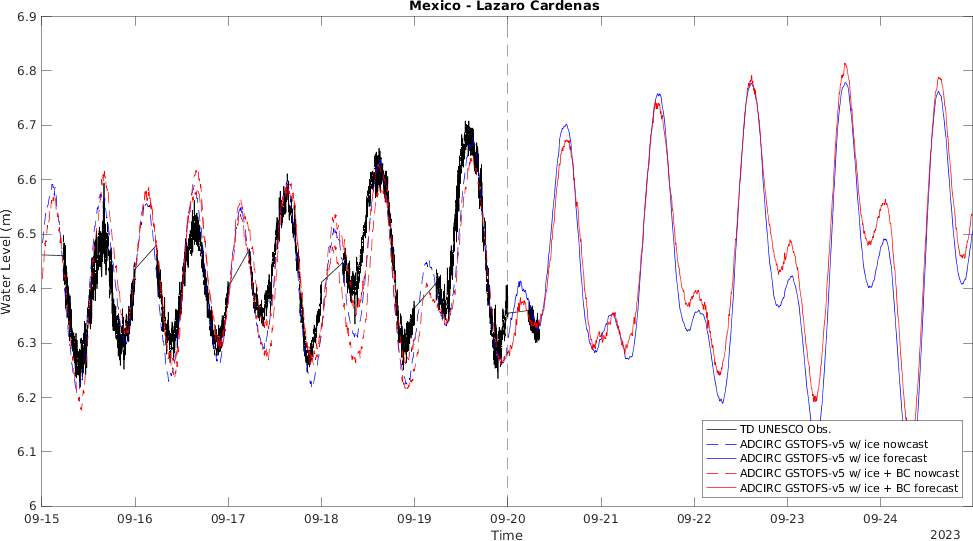 Mexico - Lazaro Cardenas
6.9
6.8
6.7
6.6
6.5
6.4
6.3
6.2
6.1
6
Water Level (m)
TD UNESCO Obs.
ADCIRC GSTOFS-v5 w/ ice nowcast
ADCIRC GSTOFS-v5 w/ ice forecast
ADCIRC GSTOFS-v5 w/ ice + BC nowcast
ADCIRC GSTOFS-v5 w/ ice + BC forecast
09-15 09-16 09-17 09-18 09-19 09-20 09-21 09-22 09-23 09-24
Time
2023